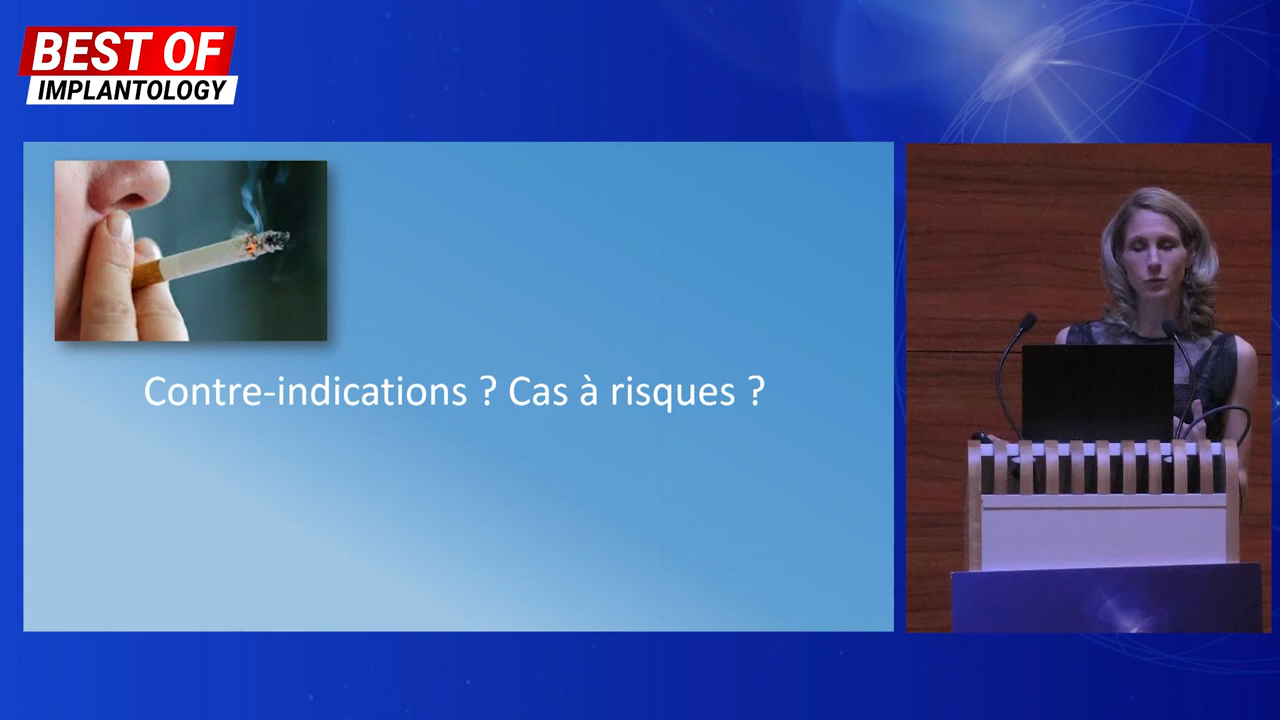 BEST OF
IMPLANTOLOGY
Contre-indications ? Cas à risques ?